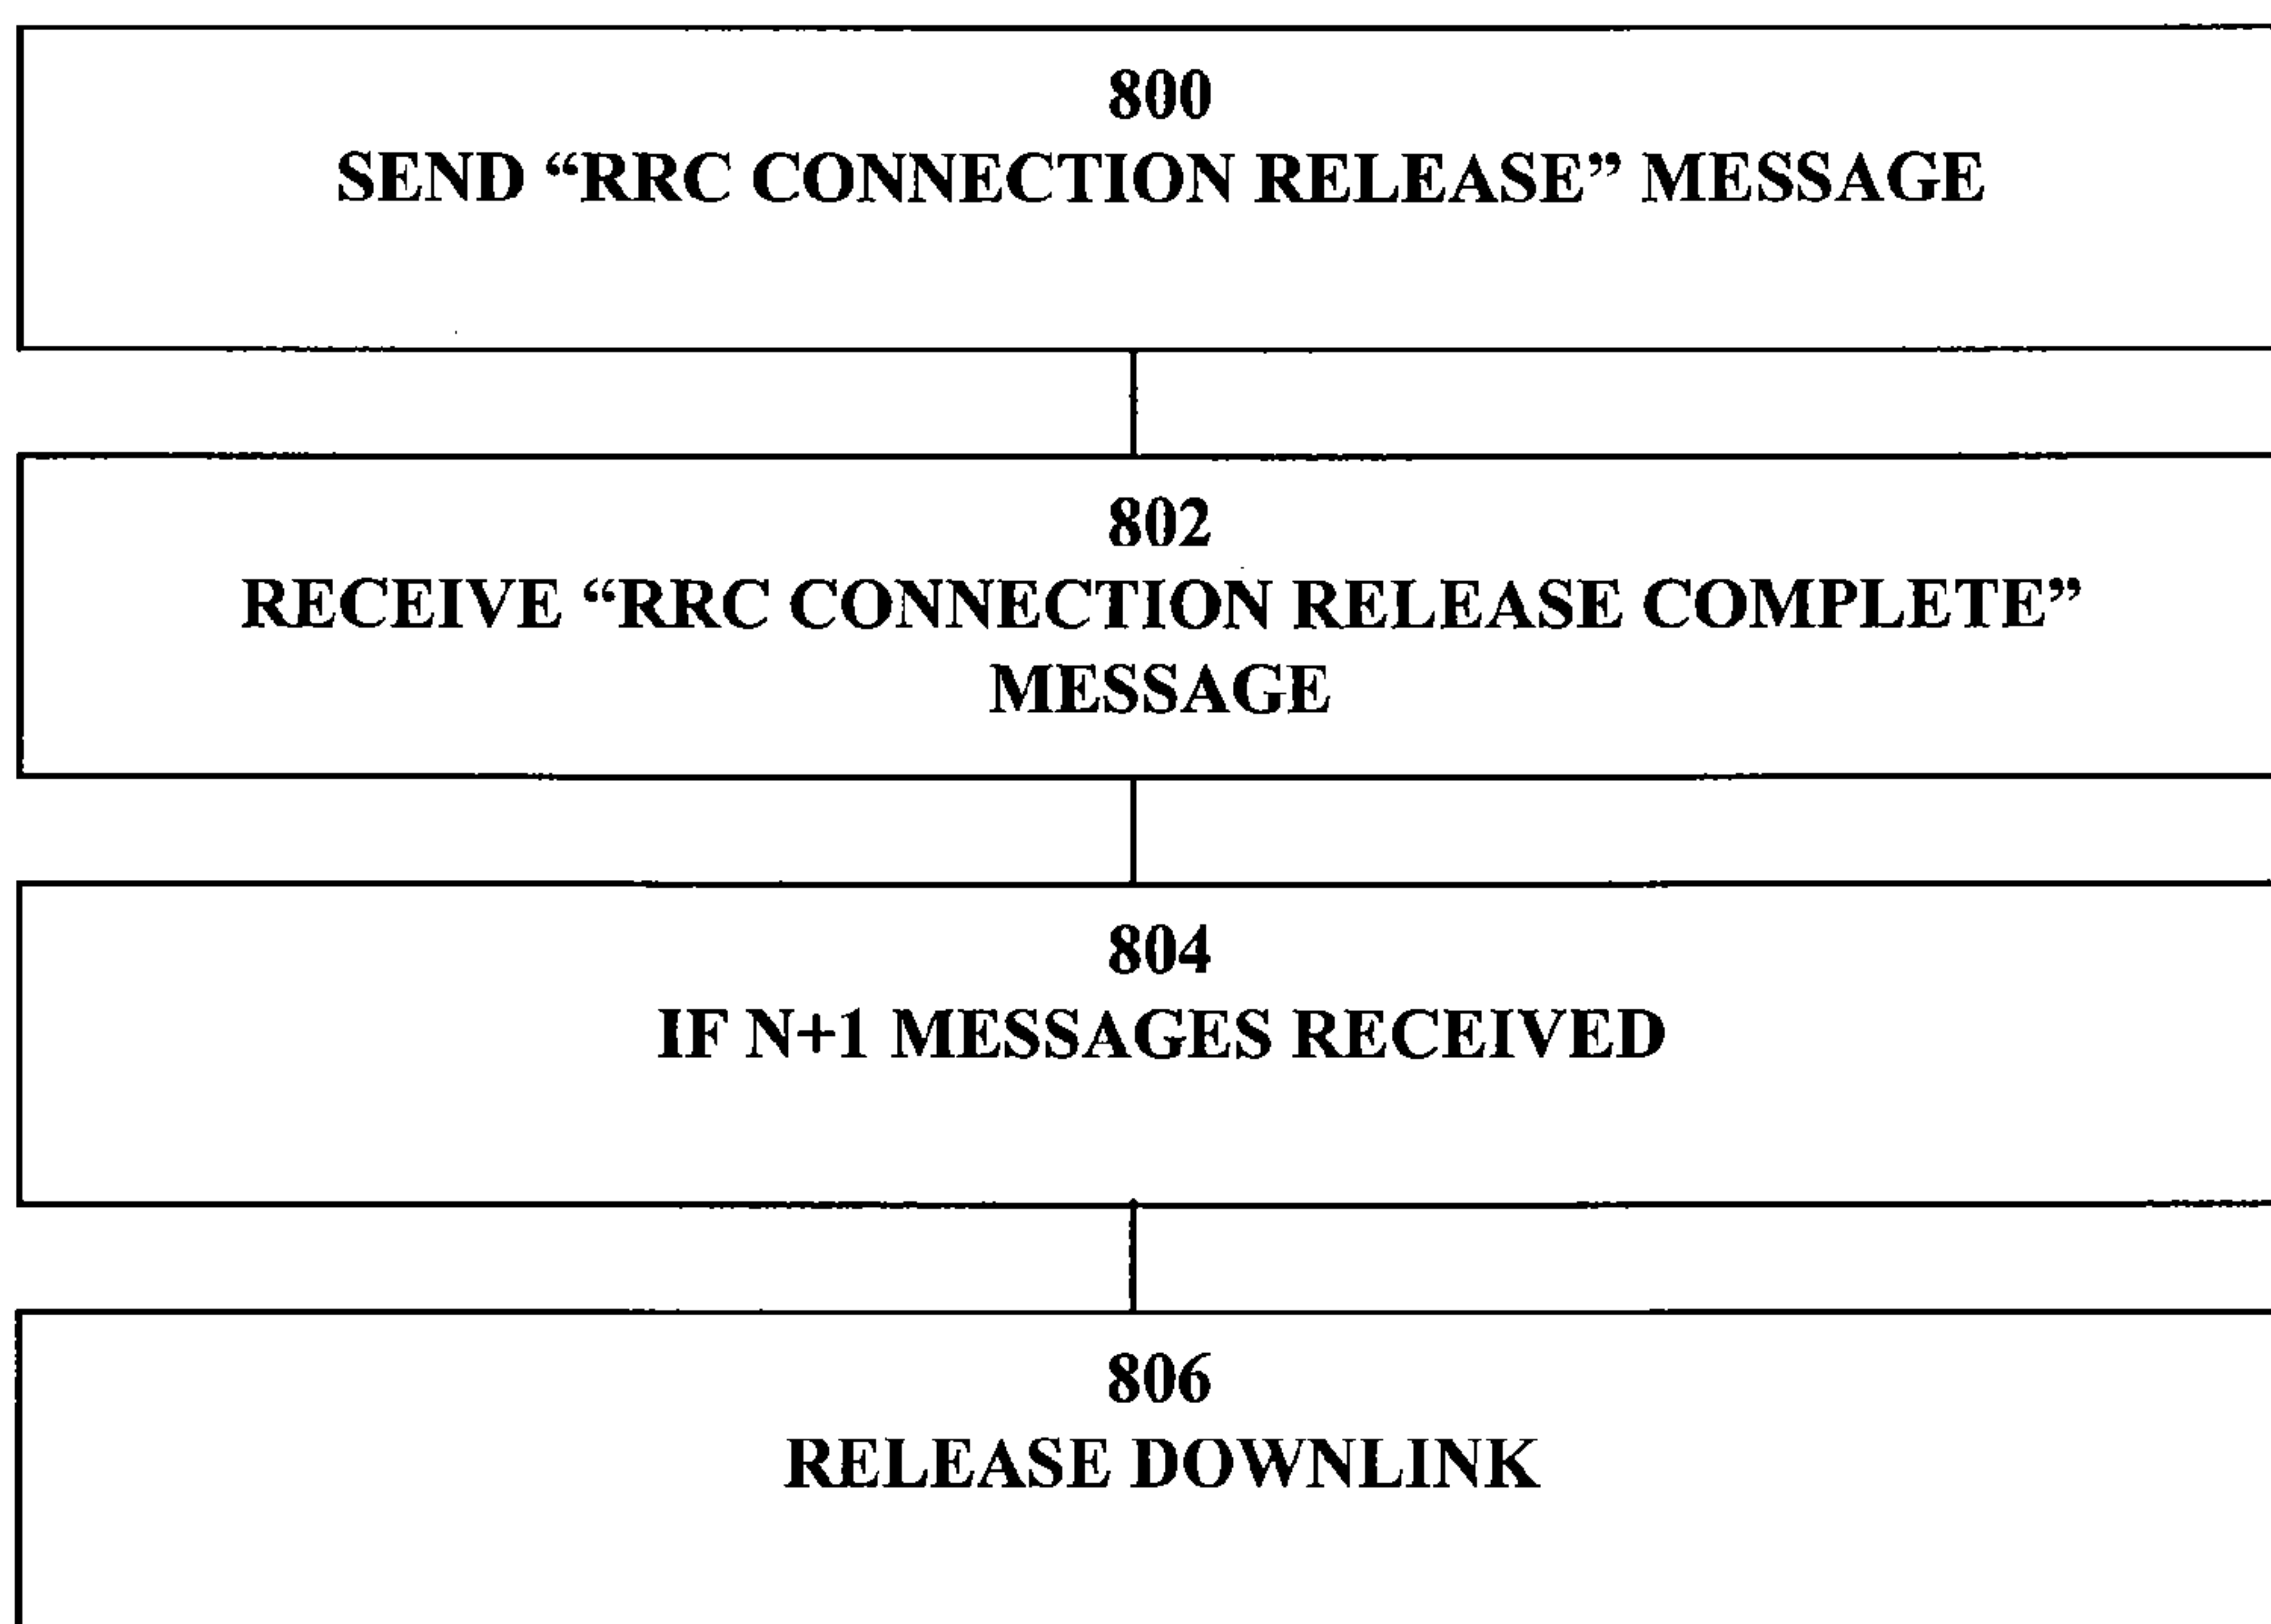 800
SEND “RRC CONNECTION RELEASE” MESSAGE
802
RECEIVE “RRC CONNECTION RELEASE COMPLETE”
MESSAGE
804
IF N+1 MESSAGES RECEIVED
806
RELEASE DOWNLINK